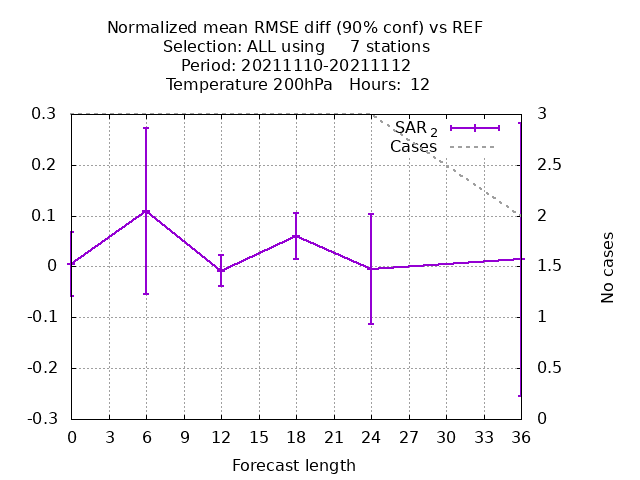 Normalized mean RMSE diff (90% conf) vs REF
Selection: ALL using     7 stations
Period: 20211110-20211112
Temperature 200hPa   Hours: 12
0.3
0.2
0.1
0
-0.1
-0.2
-0.3
SAR 2
Cases
3
2.5
2
1.5
1
0.5
0
No cases
0 3 6 9 12 15 18 21 24 27 30 33 36
Forecast length